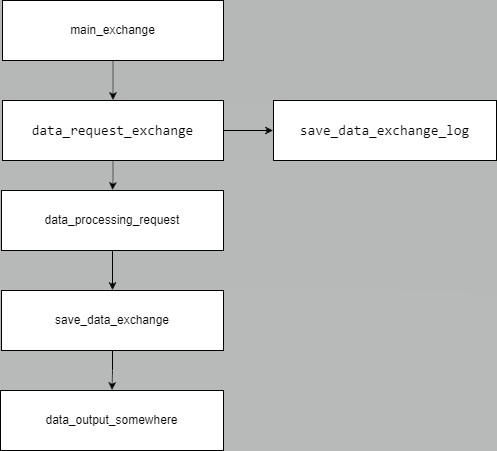 main_exchange
data_request_exchange
save_data_exchange_log
data_processing_request
save_data_exchange
data_output_somewhere